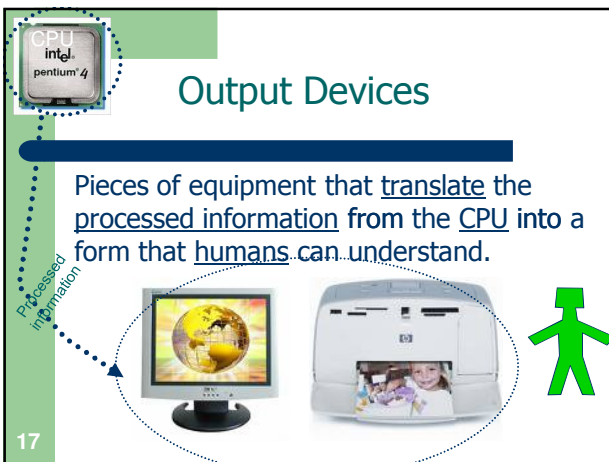 CPU
intel.
pentium® 4
Output Devices
Pieces of equipment that translate the
processed information from the CPU into a
form that humans can understand.
Processed
information
hp
17